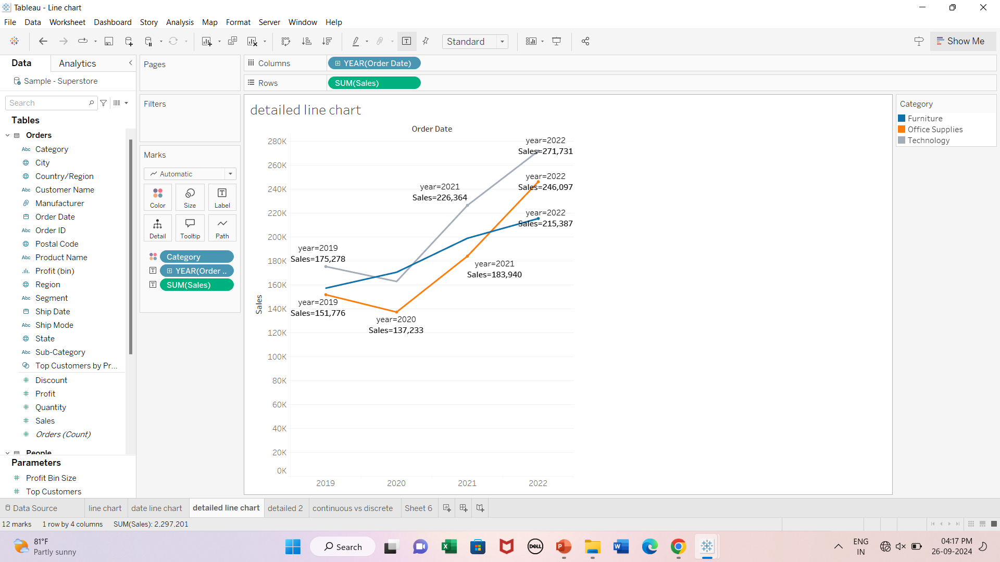 Tableau - Line chart
File Data Worksheet Dashboard Story Analysis Map Format Server Window Help
Standard
Show Me
Data
Analytics
Sample - Superstore
Search
Tables
Orders
Abc Category
City
Country/Region
Abc Customer Name
Manufacturer
Order Date
Abc Order ID
Postal Code
Abc Product Name
Profit (bin)
Region
Abc Segment
Ship Date
Abc Ship Mode
State
Abc Sub-Category
Top Customers by Pr...
# Discount
# Profit
# Quantity
# Sales
# Orders (Count)
People
Parameters
# Profit Bin Size
# Top Customers
Pages
Filters
Marks
Automatic
Color Size Label
Detail Tooltip Path
Category
YEAR(Order ..
SUM(Sales)
Columns YEAR(Order Date)
Rows SUM(Sales)
detailed line chart
Order Date
Sales
280K
260K
240K
220K
200K
180K
160K
140K
120K
100K
80K
60K
40K
20K
0K
2019 2020 2021 2022
year=2022
Sales=271,731
year=2022
Sales=246,097
year=2021
Sales=226,364
year=2022
Sales=215,387
year=2019
Sales=175,278
year=2021
Sales=183,940
year=2019
Sales=151,776
year=2020
Sales=137,233
Category
Furniture
Office Supplies
Technology
Data Source line chart date line chart detailed line chart detailed 2 continuous vs discrete Sheet 6
12 marks 1 row by 4 columns SUM(Sales): 2,297,201
81°F
Partly sunny
Search
DELL
ENG
IN
04:17 PM
26-09-2024